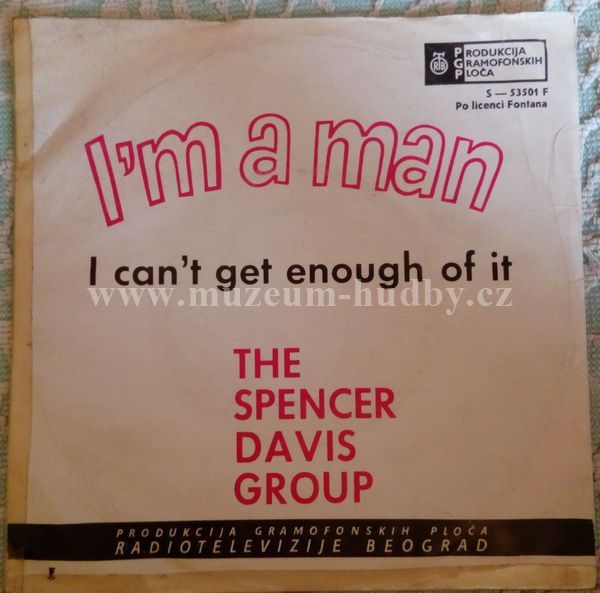 RTB
PRODUKCIJA
GRAMOFONSKIH
PLOČA
S — 53501 F
Po licenci Fontana
I'm a man
I can't get enough of it
www.muzeum-hudby.cz
THE
SPENCER
DAVIS
GROUP
PRODUKCIJA GRAMOFONSKIH PLOČA
RADIOTELEVIZIJE BEOGRAD